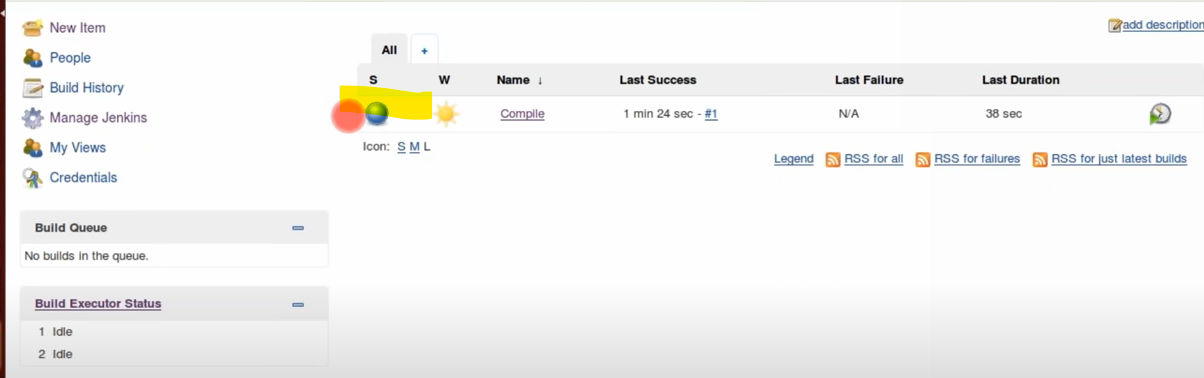 New Item
People
Build History
Manage Jenkins
My Views
Credentials
Build Queue
No builds in the queue.
Build Executor Status
1 Idle
2 Idle
add description
All +
S W Name ↓ Last Success Last Failure Last Duration
Compile 1 min 24 sec - #1 N/A 38 sec
Icon: S M L
Legend RSS for all RSS for failures RSS for just latest builds